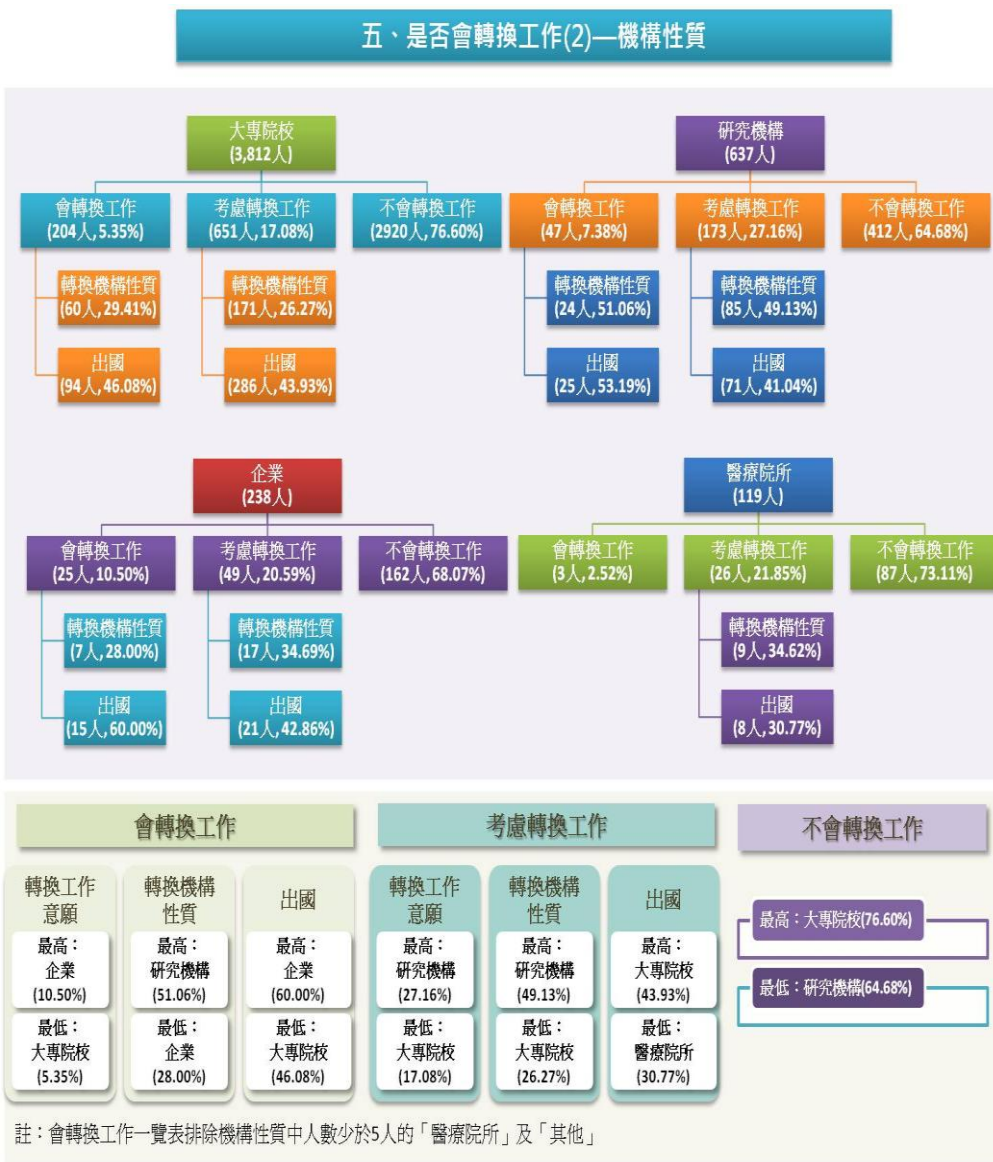 五、是否會轉換工作(2)—機構性質
大專院校
(3,812人)
會轉換工作
(204人, 5.35%)
考慮轉換工作
(651人, 17.08%)
不會轉換工作
(2920人, 76.60%)
轉換機構性質
(60人, 29.41%)
轉換機構性質
(171人, 26.27%)
出國
(94人, 46.08%)
出國
(286人, 43.93%)
研究機構
(637人)
會轉換工作
(47人, 7.38%)
考慮轉換工作
(173人, 27.16%)
不會轉換工作
(412人, 64.68%)
轉換機構性質
(24人, 51.06%)
轉換機構性質
(85人, 49.13%)
出國
(25人, 53.19%)
出國
(71人, 41.04%)
企業
(238人)
會轉換工作
(25人, 10.50%)
考慮轉換工作
(49人, 20.59%)
不會轉換工作
(162人, 68.07%)
轉換機構性質
(7人, 28.00%)
轉換機構性質
(17人, 34.69%)
出國
(15人, 60.00%)
出國
(21人, 42.86%)
醫療院所
(119人)
會轉換工作
(3人, 2.52%)
考慮轉換工作
(26人, 21.85%)
不會轉換工作
(87人, 73.11%)
轉換機構性質
(9人, 34.62%)
出國
(8人, 30.77%)
會轉換工作
轉換工作
意願
最高：
企業
(10.50%)
最低：
大專院校
(5.35%)
轉換機構
性質
最高：
研究機構
(51.06%)
最低：
企業
(28.00%)
出國
最高：
企業
(60.00%)
最低：
大專院校
(46.08%)
考慮轉換工作
轉換工作
意願
最高：
研究機構
(27.16%)
最低：
大專院校
(17.08%)
轉換機構
性質
最高：
研究機構
(49.13%)
最低：
大專院校
(26.27%)
出國
最高：
大專院校
(43.93%)
最低：
醫療院所
(30.77%)
不會轉換工作
最高：大專院校(76.60%)
最低：研究機構(64.68%)
註：會轉換工作一覽表排除機構性質中人數少於5人的「醫療院所」及「其他」